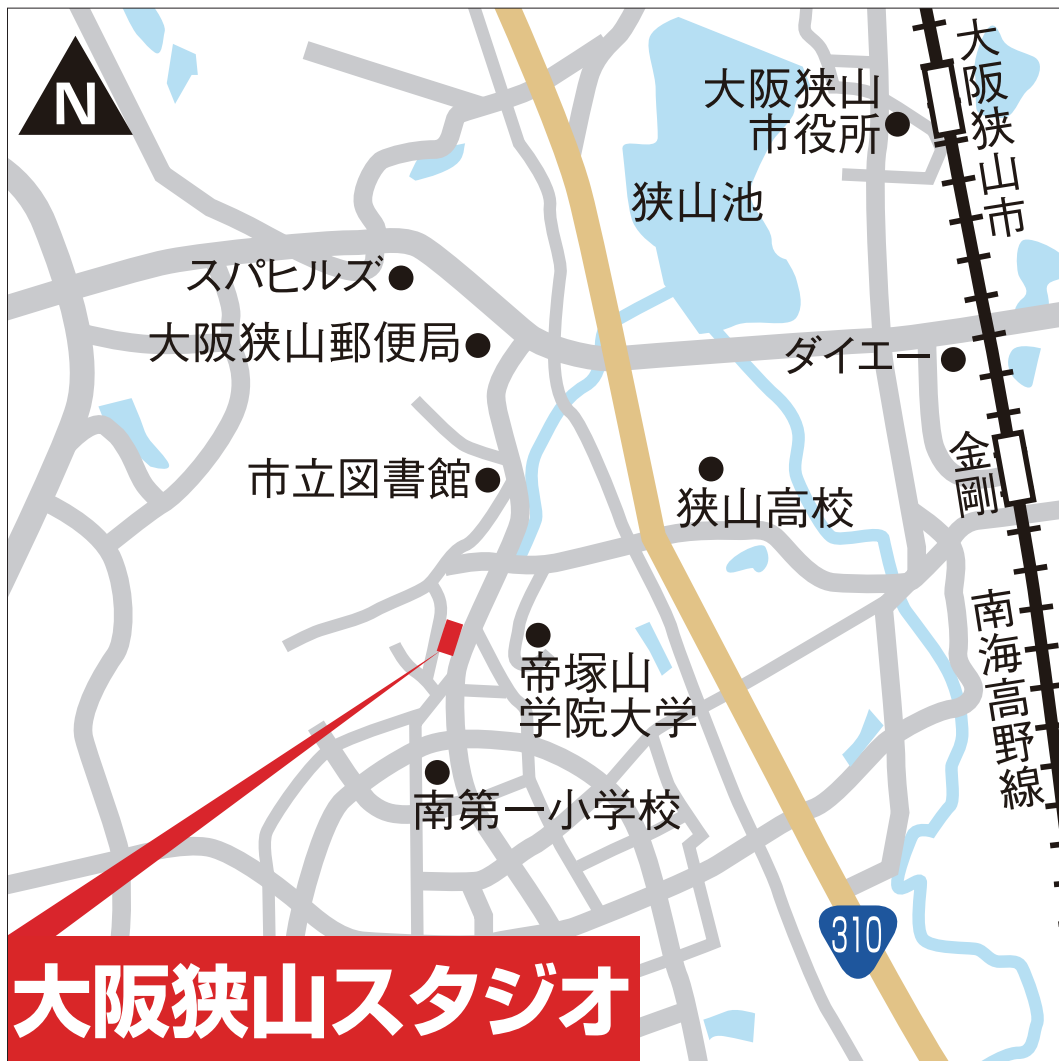 N
大阪狭山
市役所
大阪狭山市
狭山池
スパヒルズ
大阪狭山郵便局
ダイエー
市立図書館
狭山高校
金剛
帝塚山
学院大学
南海高野線
南第一小学校
310
大阪狭山スタジオ